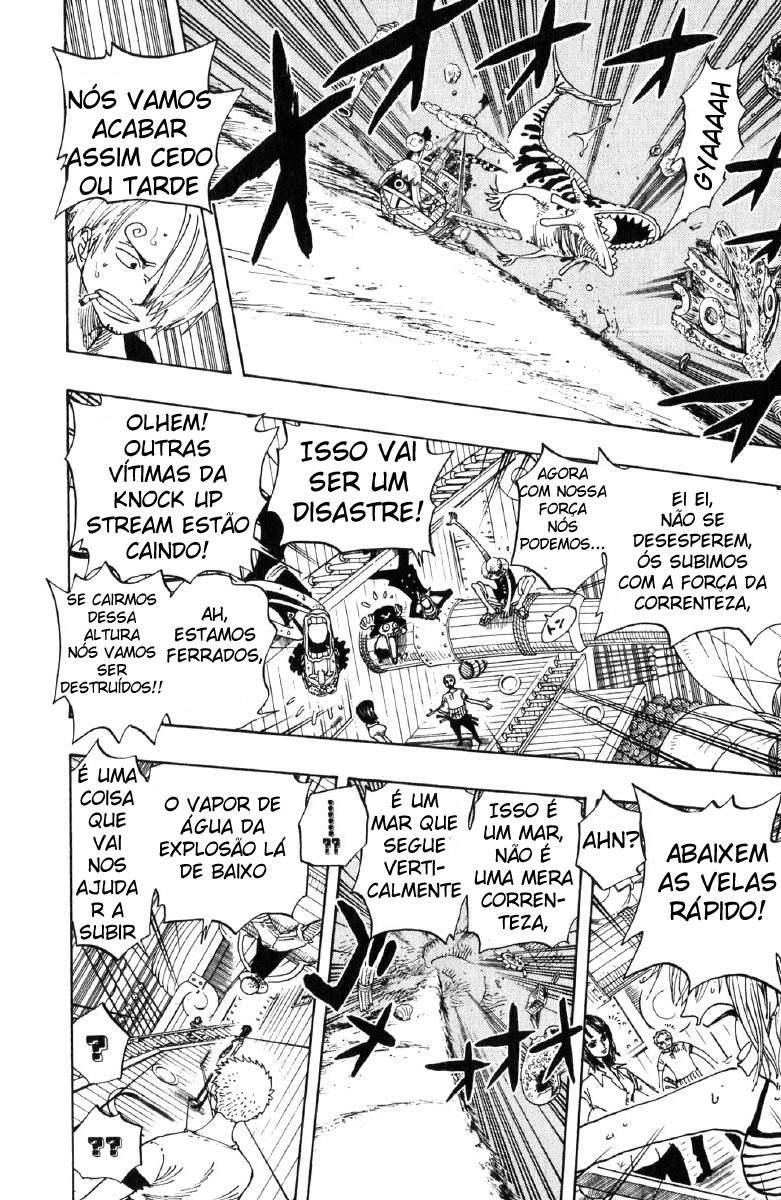 GYAAAAH
NÓS VAMOS
ACABAR
ASSIM CEDO
OU TARDE
EI EI,
NÃO SE
DESESPEREM,
ÓS SUBIMOS
COM A FORÇA DA
CORRENTEZA,
AGORA
COM NOSSA
FORÇA
NÓS
PODEMOS...
ISSO VAI
SER UM
DISASTRE!
OLHEM!
OUTRAS
VÍTIMAS DA
KNOCK UP
STREAM ESTÃO
CAINDO!
AH,
ESTAMOS
FERRADOS,
SE CAIRMOS
DESSA
ALTURA
NÓS VAMOS
SER
DESTRUÍDOS!!
ABAIXEM
AS VELAS
RÁPIDO!
AHN?
ISSO É
UM MAR,
NÃO É
UMA MERA
CORREN-
TEZA,
É UM
MAR QUE
SEGUE
VERTI-
CALMENTE
......??
O VAPOR DE
ÁGUA DA
EXPLOSÃO LÁ
DE BAIXO
É UMA
COISA
QUE
VAI
NOS
AJUDA
R A
SUBIR
?
??